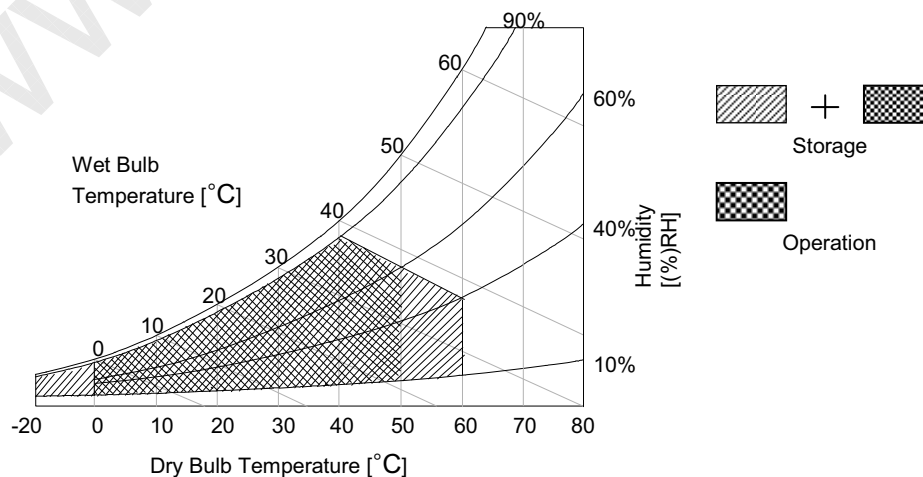 90%
60
60%
50
Storage
Wet Bulb
Temperature [°C]
40
40%
Humidity
[(%)RH]
Operation
30
20
10
0
10%
-20 0 10 20 30 40 50 60 70 80
Dry Bulb Temperature [°C]